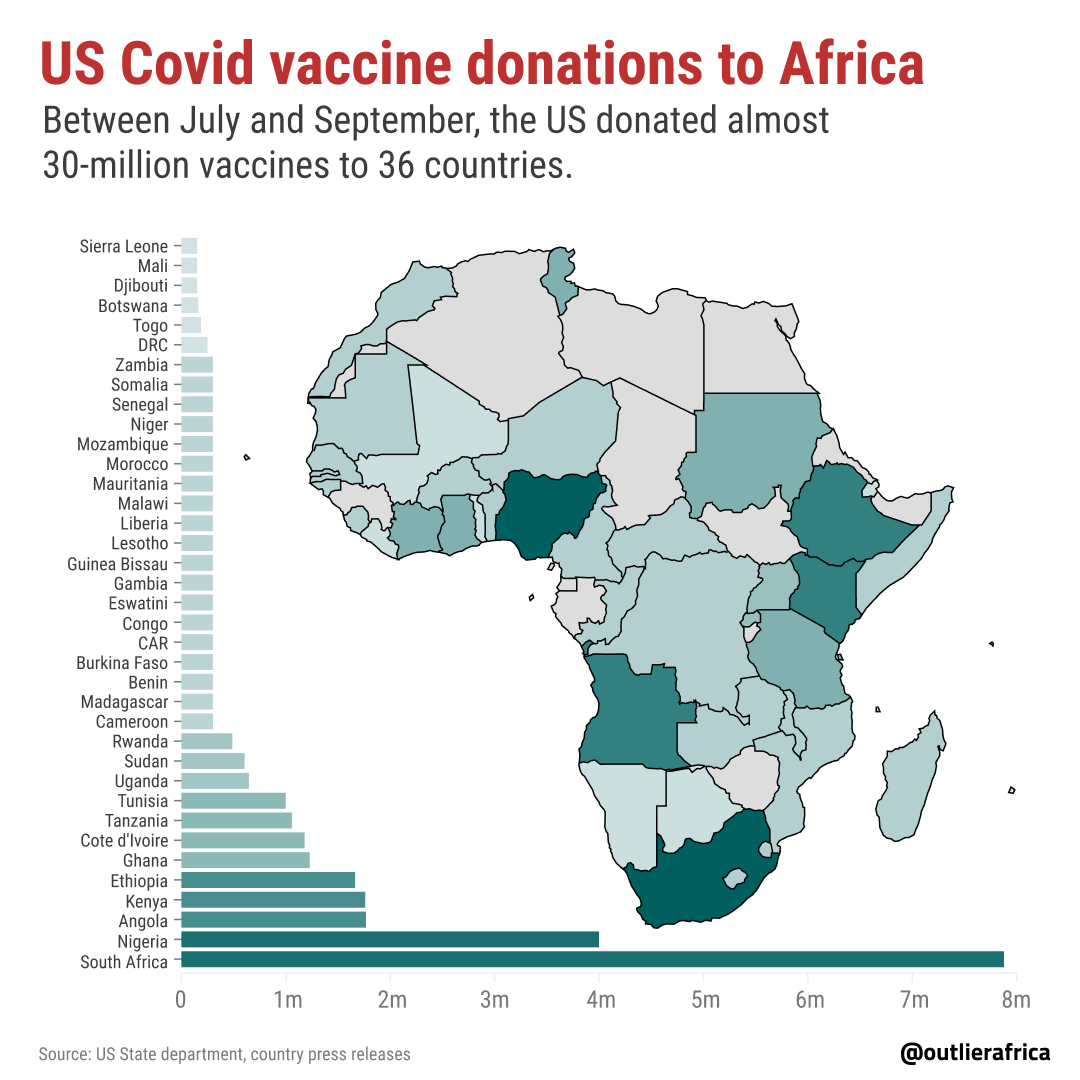 US Covid vaccine donations to Africa
Between July and September, the US donated almost
30-million vaccines to 36 countries.
Sierra Leone
Mali
Djibouti
Botswana
Togo
DRC
Zambia
Somalia
Senegal
Niger
Mozambique
Morocco
Mauritania
Malawi
Liberia
Lesotho
Guinea Bissau
Gambia
Eswatini
Congo
CAR
Burkina Faso
Benin
Madagascar
Cameroon
Rwanda
Sudan
Uganda
Tunisia
Tanzania
Cote d'Ivoire
Ghana
Ethiopia
Kenya
Angola
Nigeria
South Africa
0 1m 2m 3m 4m 5m 6m 7m 8m
Source: US State department, country press releases
@outlierafrica